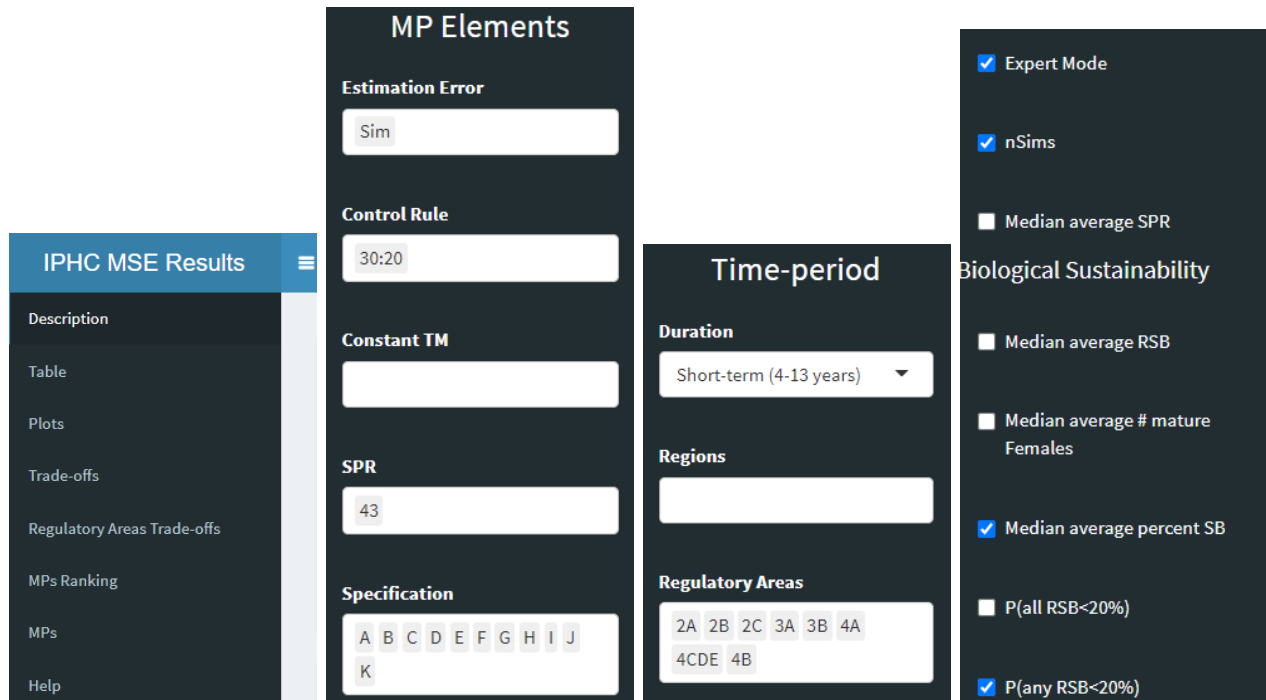 IPHC MSE Results
Description
Table
Plots
Trade-offs
Regulatory Areas Trade-offs
MPs Ranking
MPs
Help
MP Elements
Estimation Error
Sim
Control Rule
30:20
Constant TM
SPR
43
Specification
A B C D E F G H I J
K
Time-period
Duration
Short-term (4-13 years)
Regions
Regulatory Areas
2A 2B 2C 3A 3B 4A
4CDE 4B
Expert Mode
nSims
Median average SPR
Biological Sustainability
Median average RSB
Median average # mature
Females
Median average percent SB
P(all RSB<20%)
P(any RSB<20%)